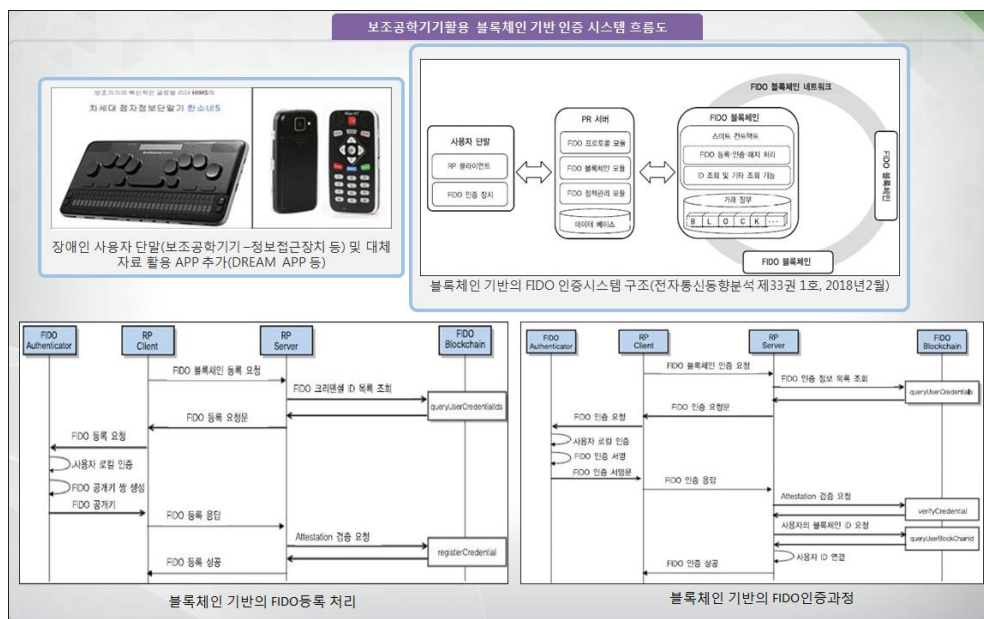 보조공학기기활용 블록체인 기반 인증 시스템 흐름도
보조기기의 혁신적인 글로벌 리더 HIMS의
차세대 점자정보단말기 한소네5
장애인 사용자 단말(보조공학기기 –정보접근장치 등) 및 대체
자료 활용 APP 추가(DREAM APP 등)
FIDO 블록체인 네트워크
사용자 단말
RP 클라이언트
FIDO 인증 장치
PR 서버
FIDO 프로토콜 모듈
FIDO 블록체인 모듈
FIDO 정책관리 모듈
데이터 베이스
FIDO 블록체인
스마트 컨트랙트
FIDO 등록·인증·해지 처리
ID 조회 및 기타 조회 기능
거래 장부
B L O C K ···
FIDO 블록체인
FIDO 블록체인
블록체인 기반의 FIDO 인증시스템 구조(전자통신동향분석 제33권 1호, 2018년2월)
FIDO
Authenticator
RP
Client
RP
Server
FIDO
Blockchain
FIDO 블록체인 등록 요청
FIDO 크리덴셜 ID 목록 조회
queryUserCredentialIds
FIDO 등록 요청문
FIDO 등록 요청
사용자 로컬 인증
FIDO 공개키 쌍 생성
FIDO 공개키
FIDO 등록 응답
Attestation 검증 요청
registerCredential
FIDO 등록 성공
블록체인 기반의 FIDO등록 처리
FIDO
Authenticator
RP
Client
RP
Server
FIDO
Blockchain
FIDO 블록체인 인증 요청
FIDO 인증 정보 목록 조회
queryUserCredentials
FIDO 인증 요청문
FIDO 인증 요청
사용자 로컬 인증
FIDO 인증 서명
FIDO 인증 서명문
FIDO 인증 응답
Attestation 검증 요청
verifyCredential
사용자의 블록체인 ID 요청
queryUserBlockChainid
사용자 ID 연결
FIDO 인증 성공
블록체인 기반의 FIDO인증과정